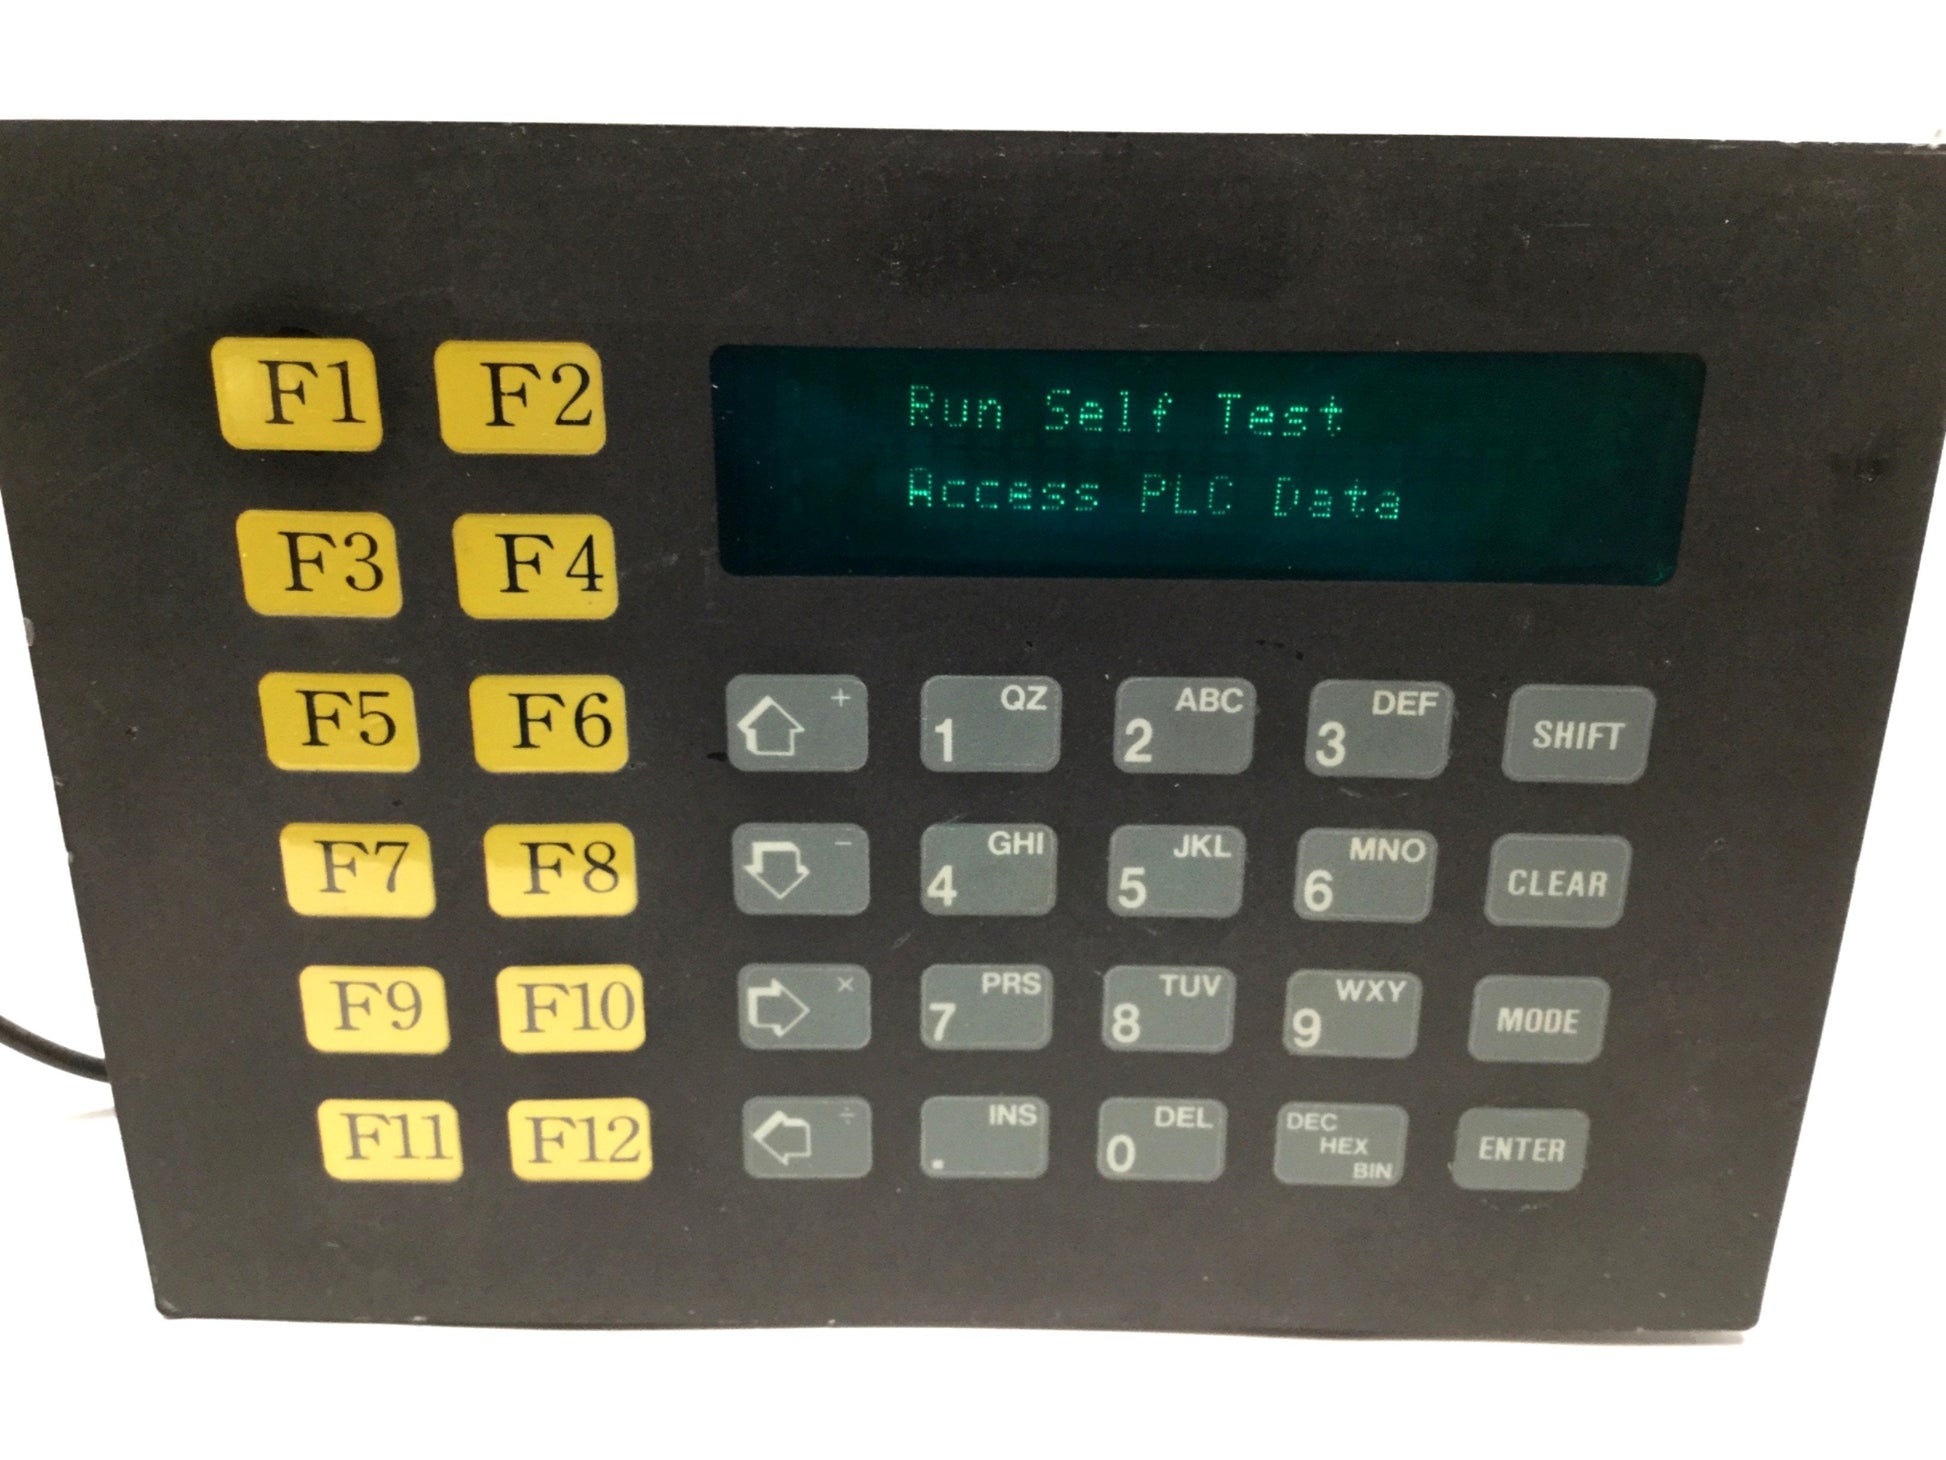 F1 F2
Run Self Test
Access PLC Data
F3 F4
F5 F6
+ 1 QZ 2 ABC 3 DEF SHIFT
F7 F8
- 4 GHI 5 JKL 6 MNO CLEAR
F9 F10
× 7 PRS 8 TUV 9 WXY MODE
F11 F12
÷ . INS 0 DEL DEC HEX BIN ENTER